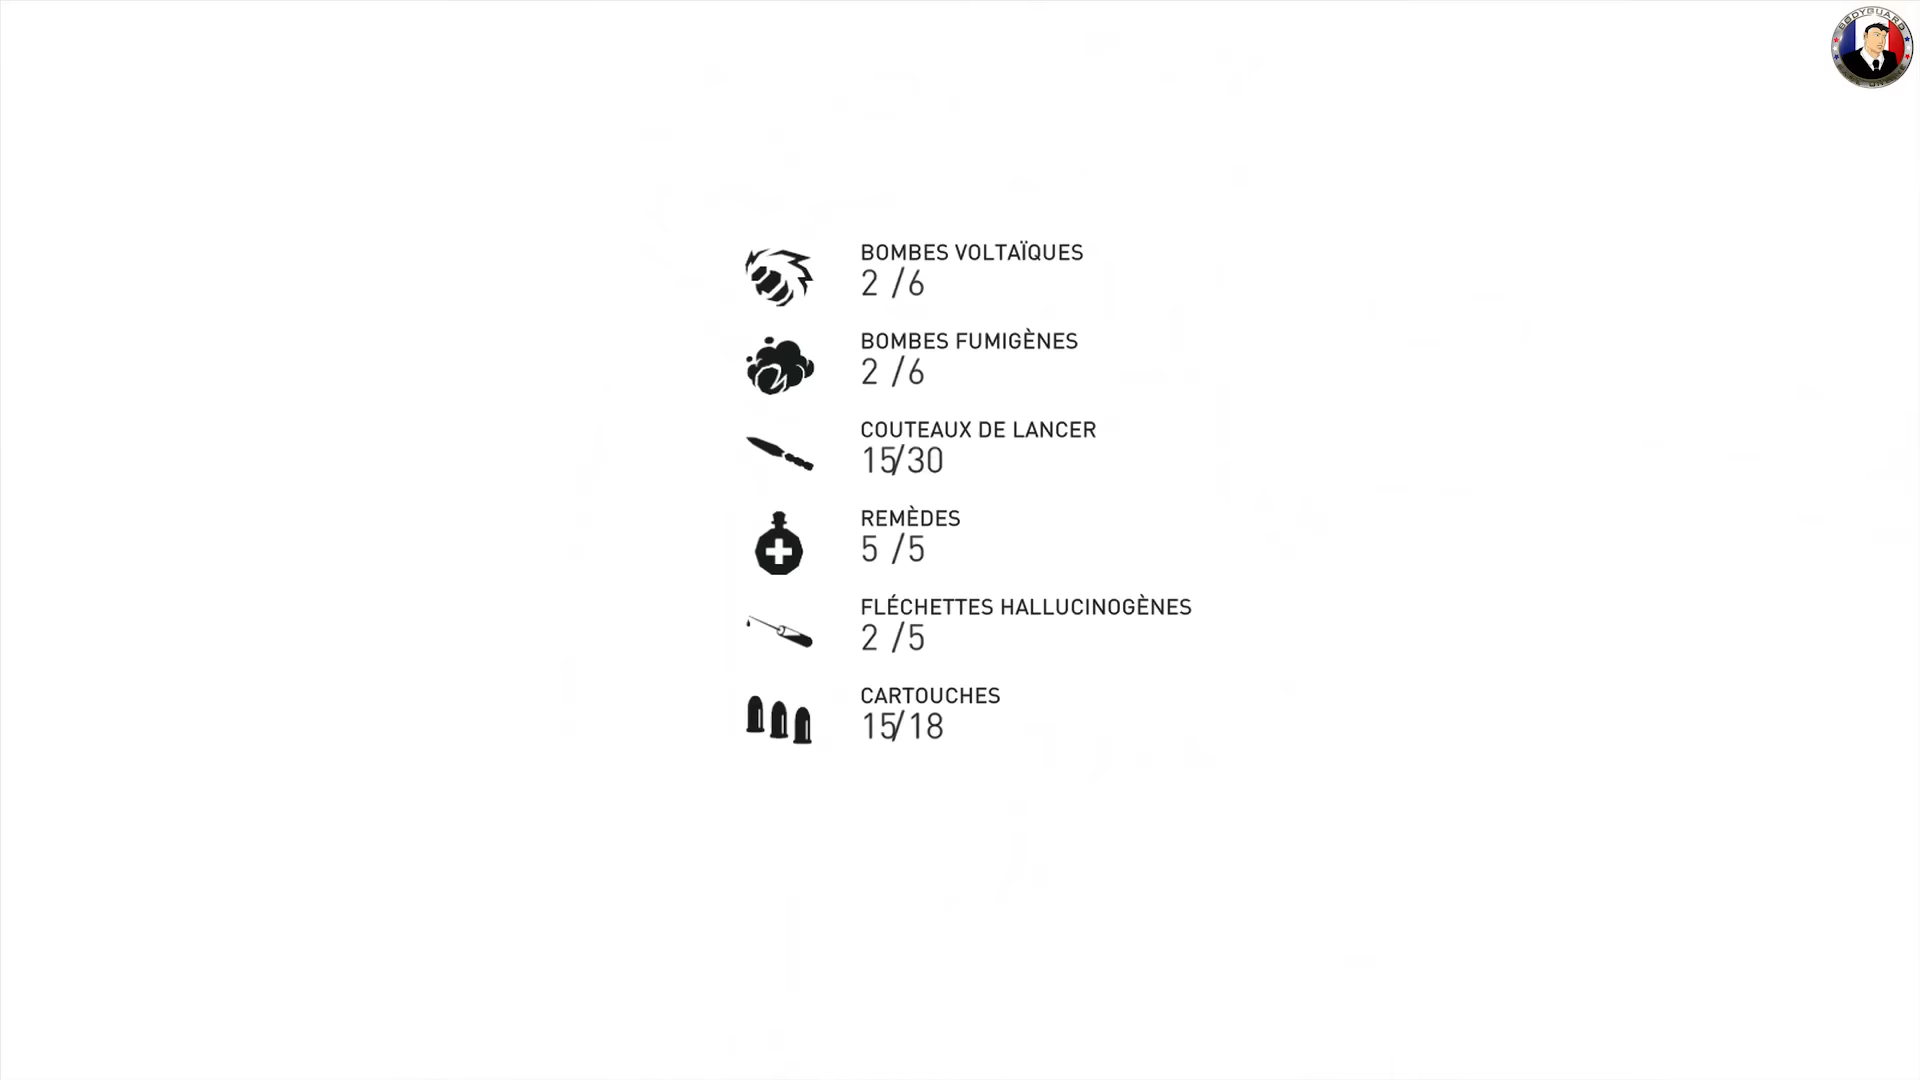 BODYGUARD
BOMBES VOLTAÏQUES
2 /6
BOMBES FUMIGÈNES
2 /6
COUTEAUX DE LANCER
15/30
REMÈDES
5 /5
FLÉCHETTES HALLUCINOGÈNES
2 /5
CARTOUCHES
15/18